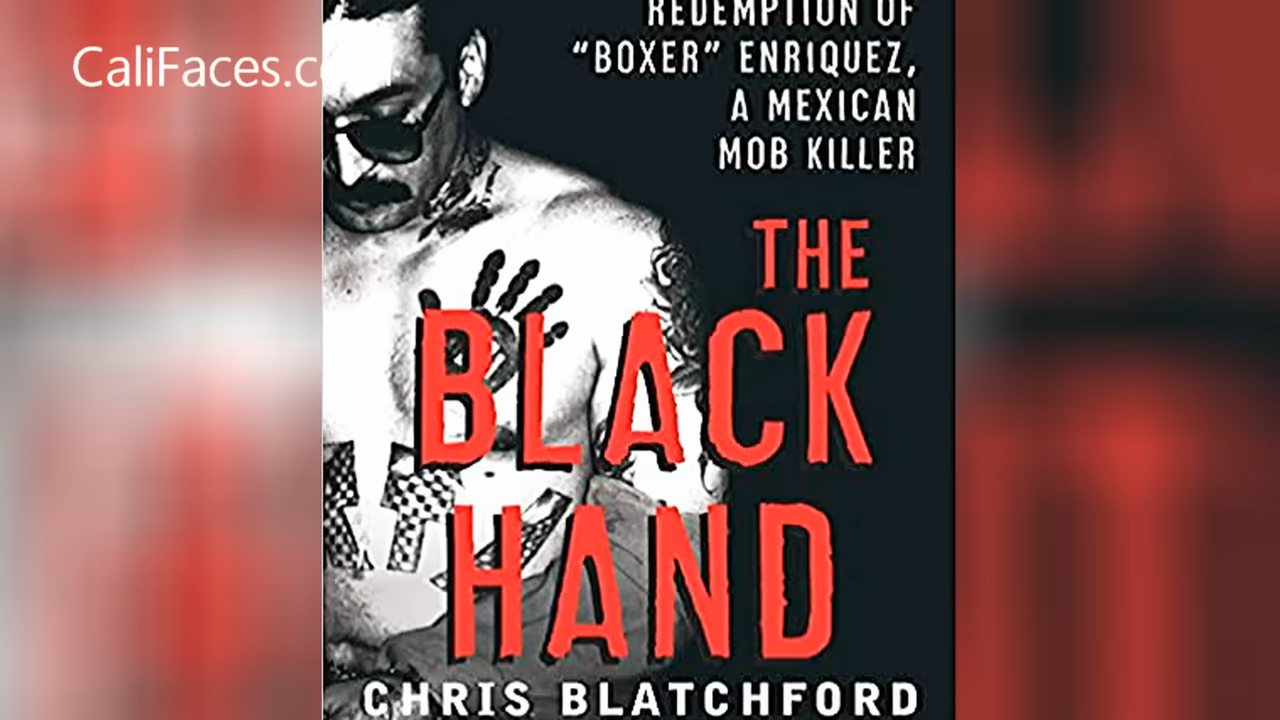 CaliFaces.c
REDEMPTION OF
“BOXER” ENRIQUEZ,
A MEXICAN
MOB KILLER
THE
BLACK
HAND
CHRIS BLATCHFORD